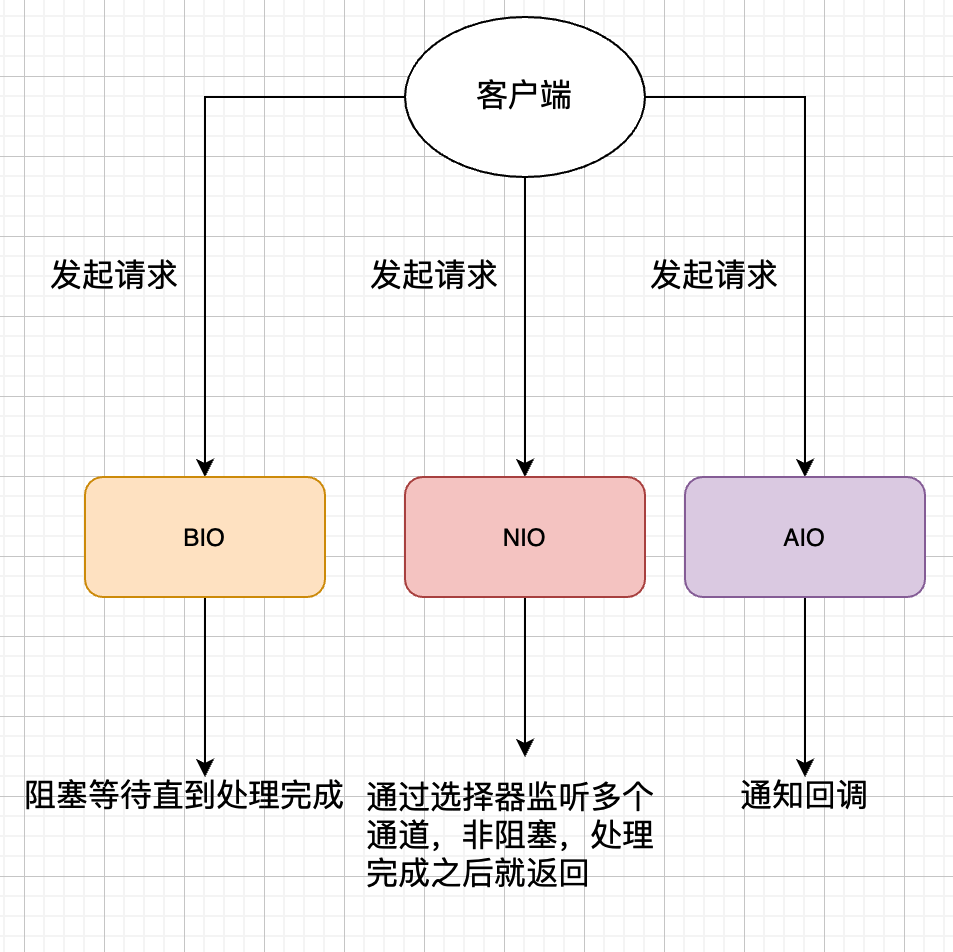 客户端
发起请求
发起请求
发起请求
BIO
NIO
AIO
阻塞等待直到处理完成
通过选择器监听多个
通道，非阻塞，处理
完成之后就返回
通知回调